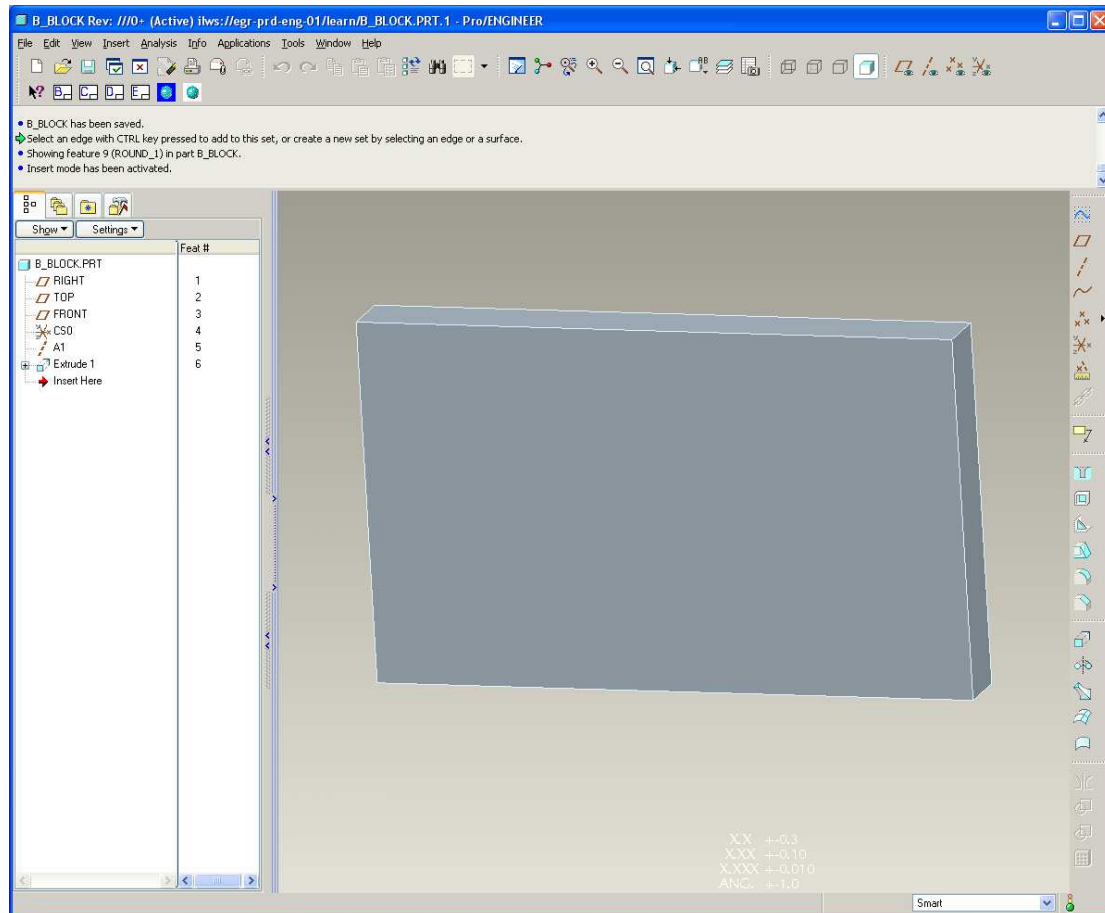 B_BLOCK Rev: ///0+ (Active) ilws://egr-prd-eng-01/learn/B_BLOCK.PRT.1 - Pro/ENGINEER
File Edit View Insert Analysis Info Applications Tools Window Help
B C D E
B_BLOCK has been saved.
Select an edge with CTRL key pressed to add to this set, or create a new set by selecting an edge or a surface.
Showing feature 9 (ROUND_1) in part B_BLOCK.
Insert mode has been activated.
Show Settings
Feat #
B_BLOCK.PRT
RIGHT 1
TOP 2
FRONT 3
CS0 4
A1 5
Extrude 1 6
Insert Here
X.X +-0.3
X.XX +-0.10
X.XXX +-0.010
ANG. +-1.0
Smart